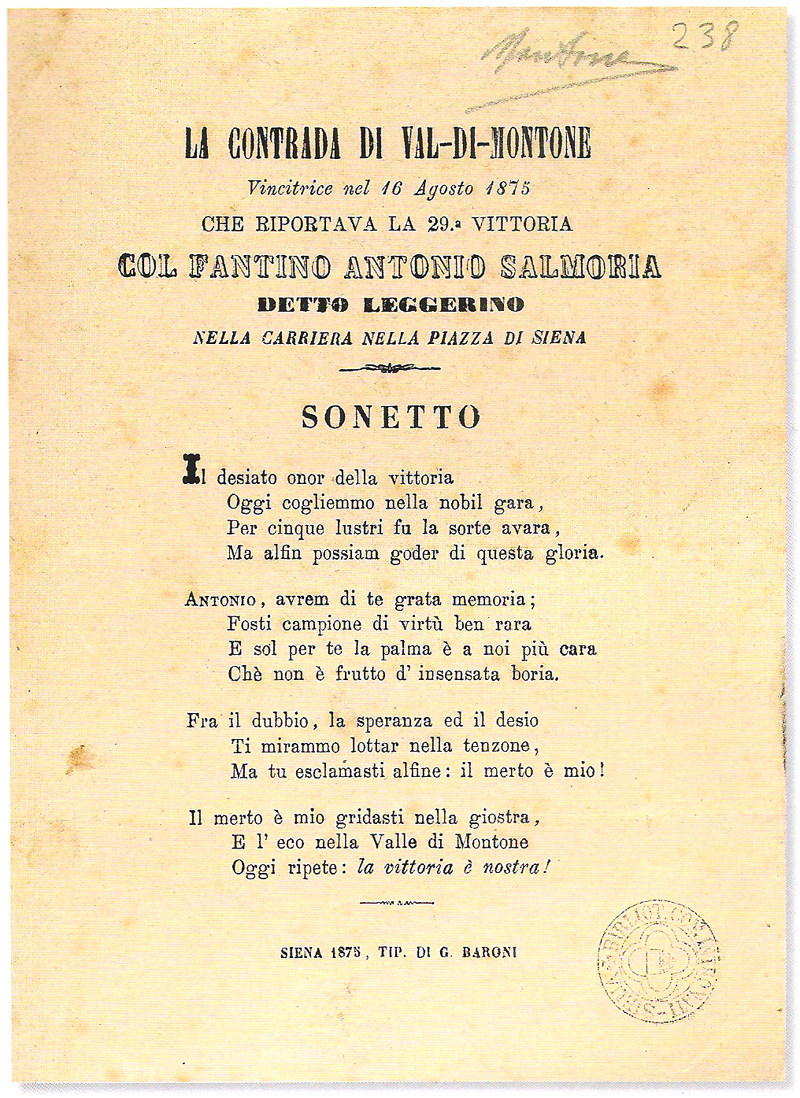 Montone 238
LA CONTRADA DI VAL-DI-MONTONE
Vincitrice nel 16 Agosto 1875
CHE RIPORTAVA LA 29.ª VITTORIA
COL FANTINO ANTONIO SALMORIA
DETTO LEGGERINO
NELLA CARRIERA NELLA PIAZZA DI SIENA
SONETTO
Il desiato onor della vittoria
Oggi cogliemmo nella nobil gara,
Per cinque lustri fu la sorte avara,
Ma alfin possiam goder di questa gloria.
ANTONIO, avrem di te grata memoria;
Fosti campione di virtù ben rara
E sol per te la palma è a noi più cara
Chè non è frutto d' insensata boria.
Fra il dubbio, la speranza ed il desio
Ti mirammo lottar nella tenzone,
Ma tu esclamasti alfine: il merto è mio!
Il merto è mio gridasti nella giostra,
E l' eco nella Valle di Montone
Oggi ripete: la vittoria è nostra!
SIENA 1875, TIP. DI G. BARONI
BIBLIOT. COM. INTRONATI - SIENA